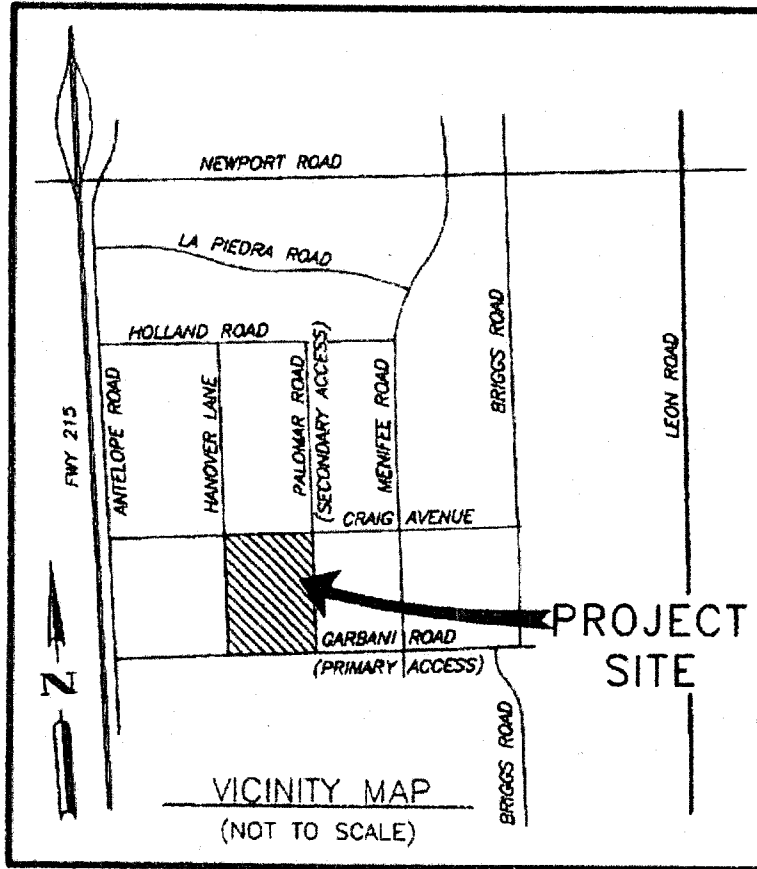 NEWPORT ROAD
LA PIEDRA ROAD
HOLLAND ROAD
FWY 215
ANTELOPE ROAD
HANOVER LANE
PALOMAR ROAD
(SECONDARY ACCESS)
MENIFEE ROAD
BRIGGS ROAD
LEON ROAD
CRAIG AVENUE
GARBANI ROAD
(PRIMARY ACCESS)
PROJECT
SITE
N
BRIGGS ROAD
VICINITY MAP
(NOT TO SCALE)